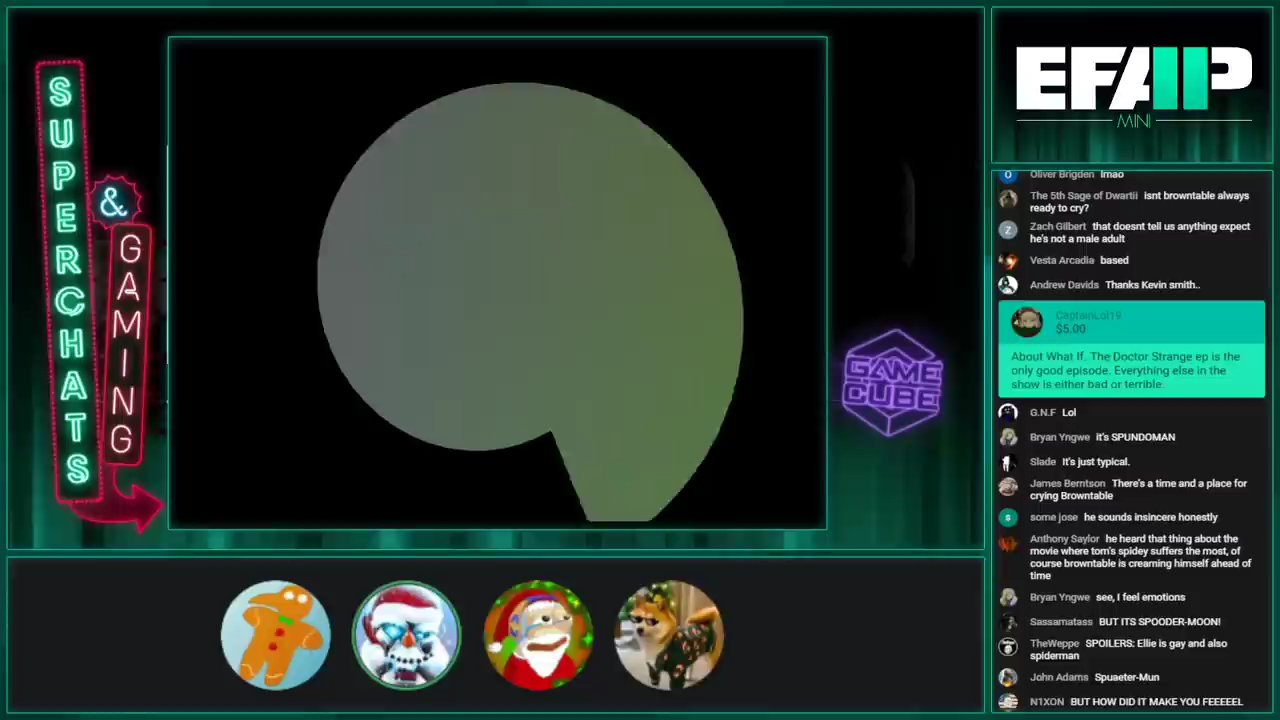 SUPERCHATS
&
GAMING
GAME
CUBE
EFAP
MINI
Oliver Brigden lmao
The 5th Sage of Dwartii isnt browntable always
ready to cry?
Zach Gilbert that doesnt tell us anything expect
he's not a male adult
Vesta Arcadia based
Andrew Davids Thanks Kevin smith..
CaptainLol19
$5.00
About What If. The Doctor Strange ep is the
only good episode. Everything else in the
show is either bad or terrible.
G.N.F Lol
Bryan Yngwe it's SPUNDOMAN
Slade It's just typical.
James Berntson There's a time and a place for
crying Browntable
some jose he sounds insincere honestly
Anthony Saylor he heard that thing about the
movie where tom's spidey suffers the most, of
course browntable is creaming himself ahead of
time
Bryan Yngwe see, I feel emotions
Sassamatass BUT ITS SPOODER-MOON!
TheWeppe SPOILERS: Ellie is gay and also
spiderman
John Adams Spuaeter-Mun
N1XON BUT HOW DID IT MAKE YOU FEEEEEL